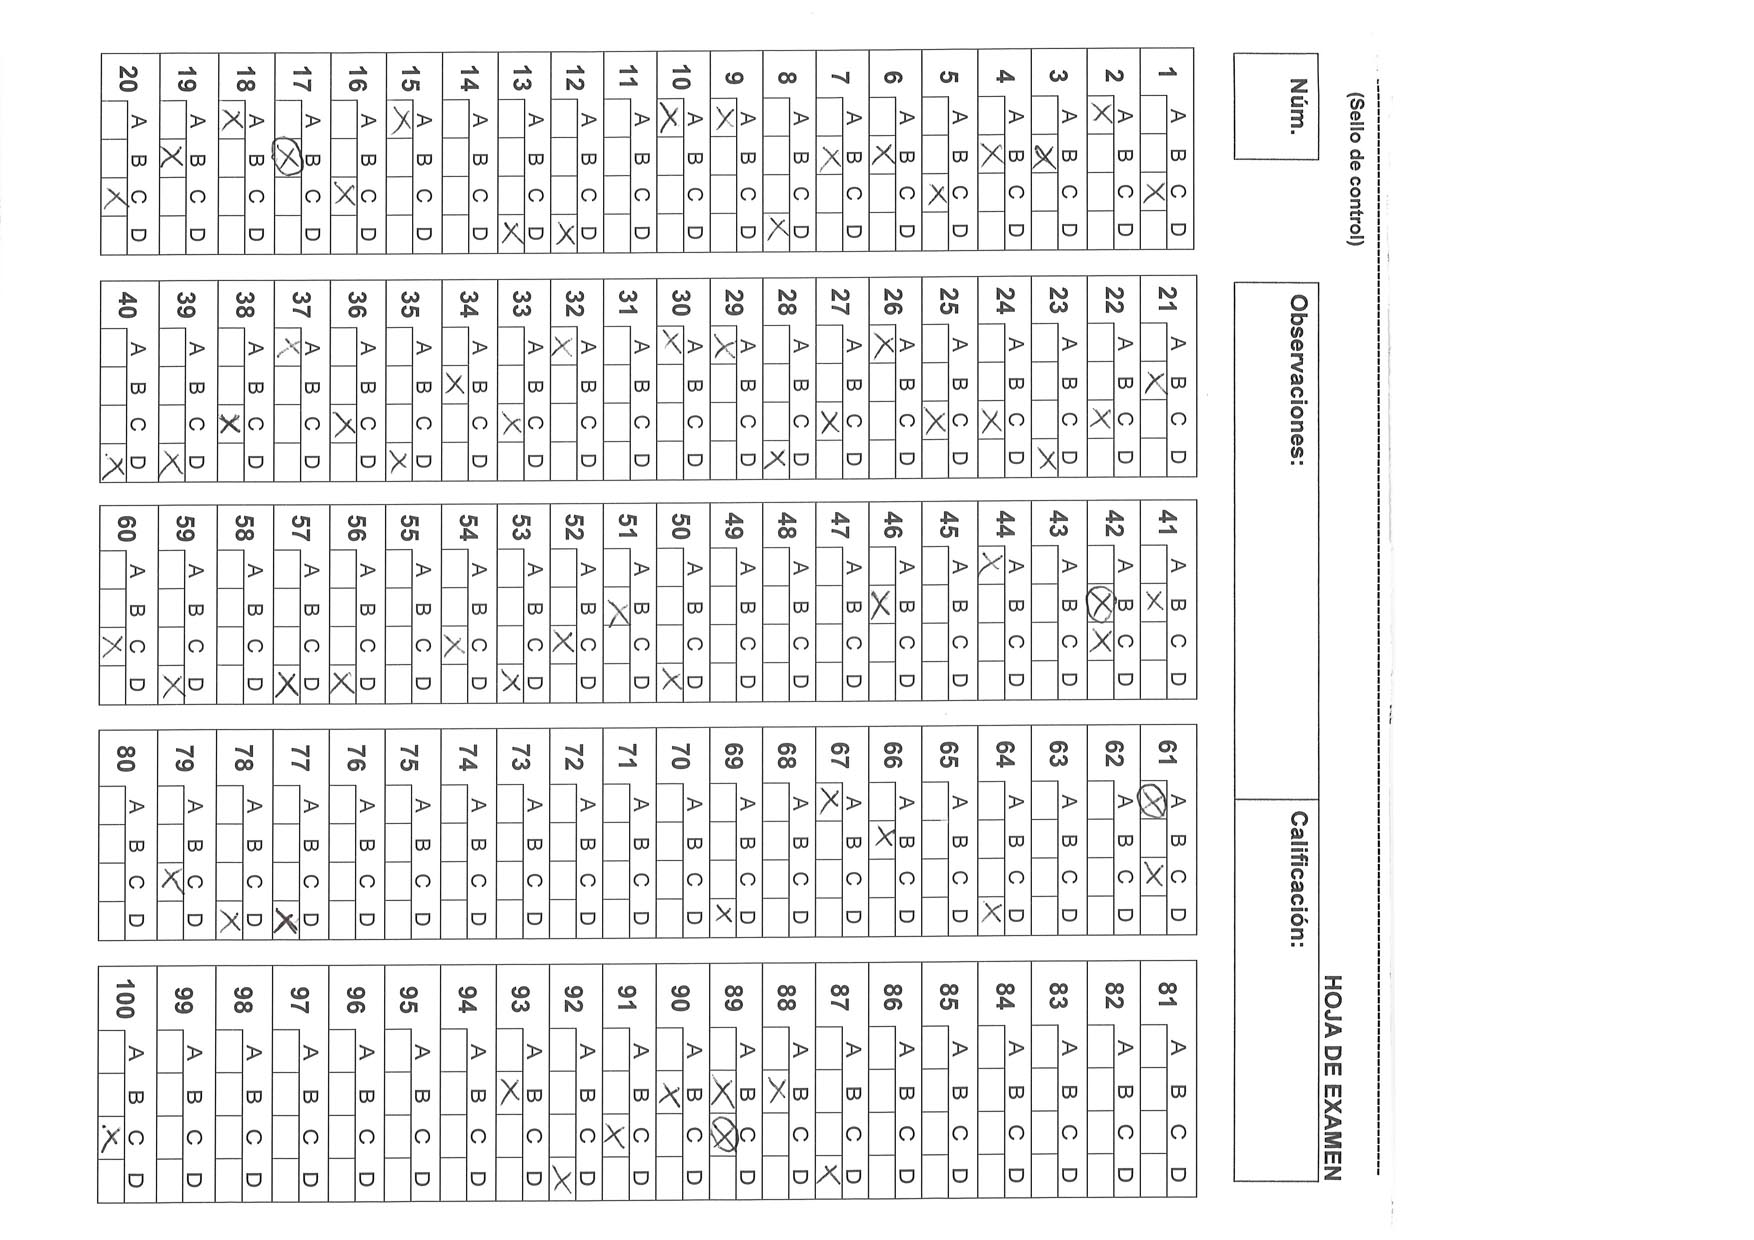 (Sello de control)
HOJA DE EXAMEN
Núm. Observaciones: Calificación:
1 A B C D 21 A B C D 41 A B C D 61 A B C D 81 A B C D
2 A B C D 22 A B C D 42 A B C D 62 A B C D 82 A B C D
3 A B C D 23 A B C D 43 A B C D 63 A B C D 83 A B C D
4 A B C D 24 A B C D 44 A B C D 64 A B C D 84 A B C D
5 A B C D 25 A B C D 45 A B C D 65 A B C D 85 A B C D
6 A B C D 26 A B C D 46 A B C D 66 A B C D 86 A B C D
7 A B C D 27 A B C D 47 A B C D 67 A B C D 87 A B C D
8 A B C D 28 A B C D 48 A B C D 68 A B C D 88 A B C D
9 A B C D 29 A B C D 49 A B C D 69 A B C D 89 A B C D
10 A B C D 30 A B C D 50 A B C D 70 A B C D 90 A B C D
11 A B C D 31 A B C D 51 A B C D 71 A B C D 91 A B C D
12 A B C D 32 A B C D 52 A B C D 72 A B C D 92 A B C D
13 A B C D 33 A B C D 53 A B C D 73 A B C D 93 A B C D
14 A B C D 34 A B C D 54 A B C D 74 A B C D 94 A B C D
15 A B C D 35 A B C D 55 A B C D 75 A B C D 95 A B C D
16 A B C D 36 A B C D 56 A B C D 76 A B C D 96 A B C D
17 A B C D 37 A B C D 57 A B C D 77 A B C D 97 A B C D
18 A B C D 38 A B C D 58 A B C D 78 A B C D 98 A B C D
19 A B C D 39 A B C D 59 A B C D 79 A B C D 99 A B C D
20 A B C D 40 A B C D 60 A B C D 80 A B C D 100 A B C D